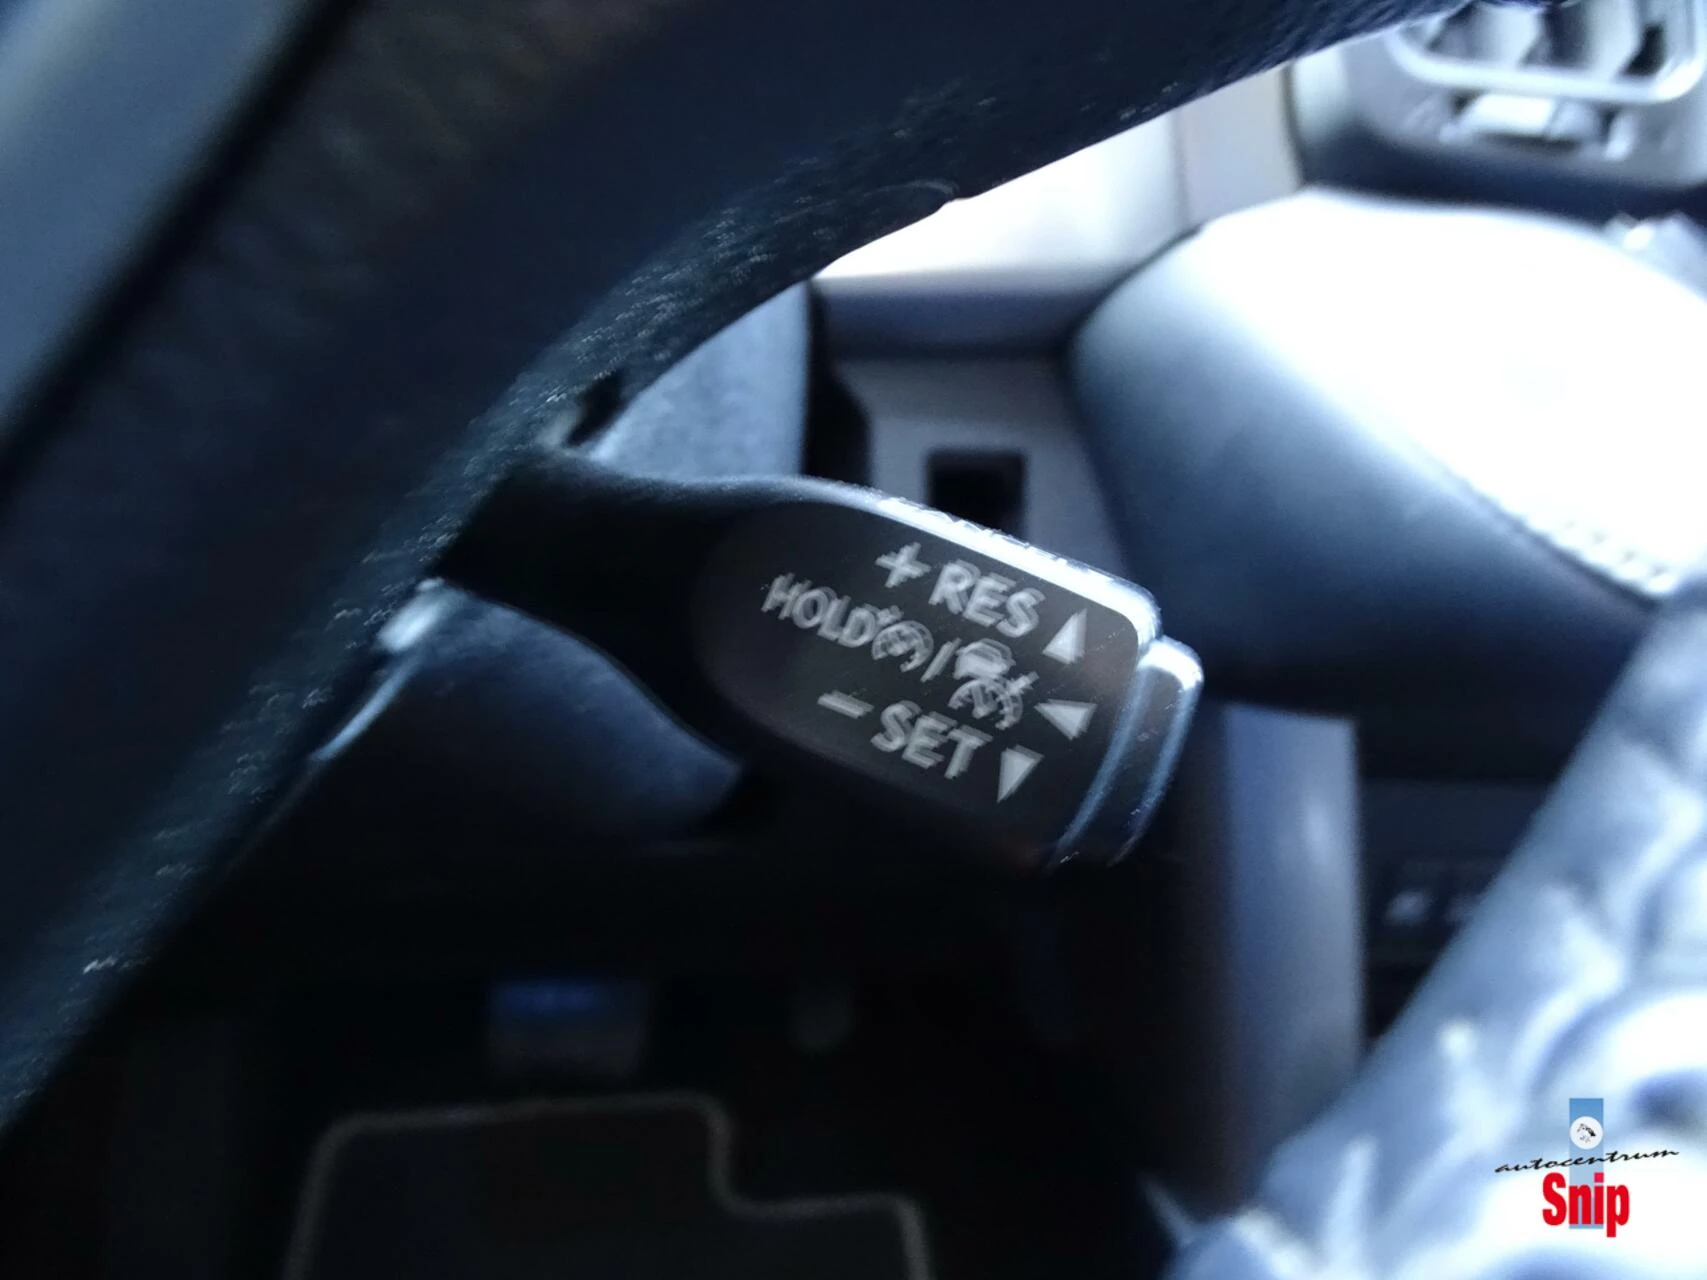 + RES
HOLD /
- SET
autocentrum
Snip